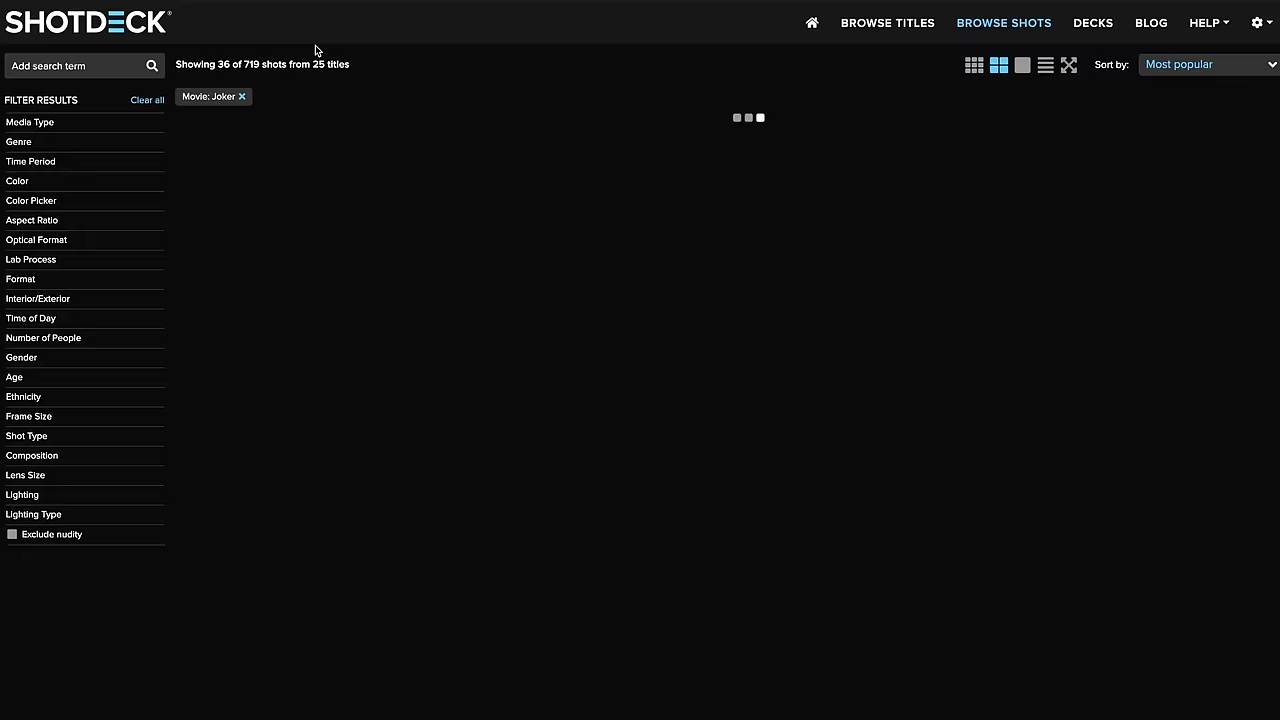 SHOTDECK®
BROWSE TITLES
BROWSE SHOTS
DECKS
BLOG
HELP
Add search term
Showing 36 of 719 shots from 25 titles
Sort by:
Most popular
FILTER RESULTS
Clear all
Movie: Joker
Media Type
Genre
Time Period
Color
Color Picker
Aspect Ratio
Optical Format
Lab Process
Format
Interior/Exterior
Time of Day
Number of People
Gender
Age
Ethnicity
Frame Size
Shot Type
Composition
Lens Size
Lighting
Lighting Type
Exclude nudity